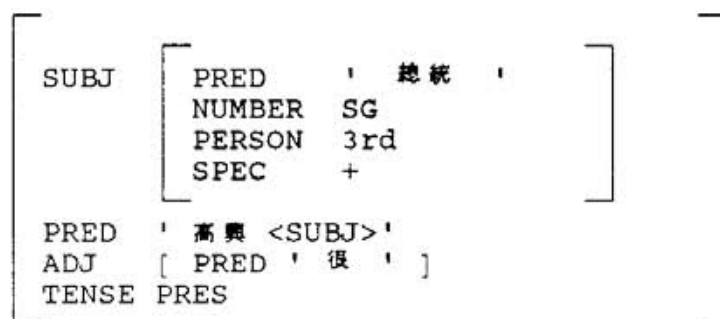 SUBJ PRED ' 總統 '
NUMBER SG
PERSON 3rd
SPEC +
PRED ' 高興 <SUBJ>'
ADJ [ PRED ' 很 ' ]
TENSE PRES